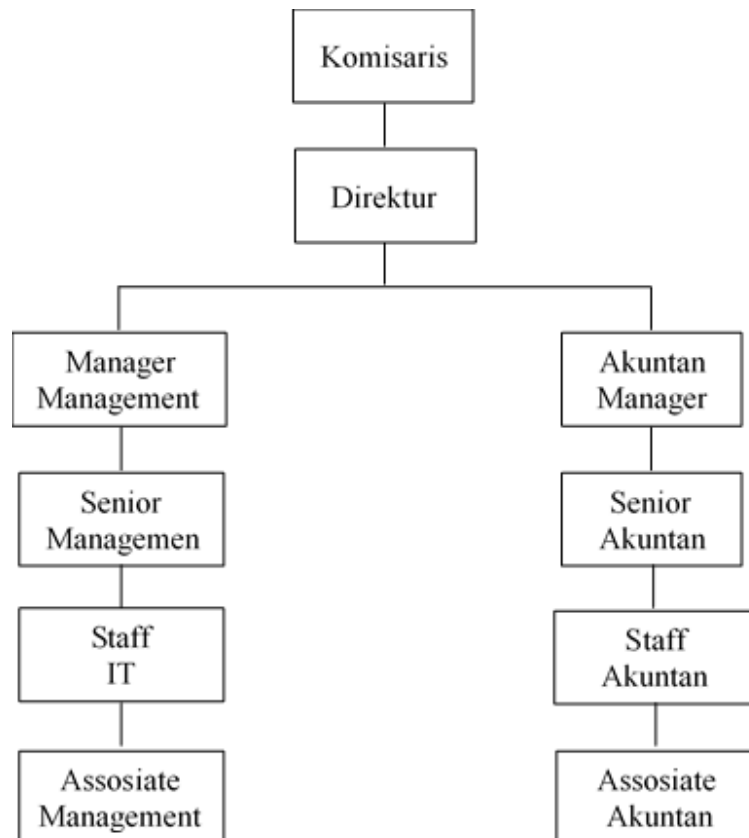 Komisaris
Direktur
Manager
Management
Akuntan
Manager
Senior
Managemen
Senior
Akuntan
Staff
IT
Staff
Akuntan
Assosiate
Management
Assosiate
Akuntan